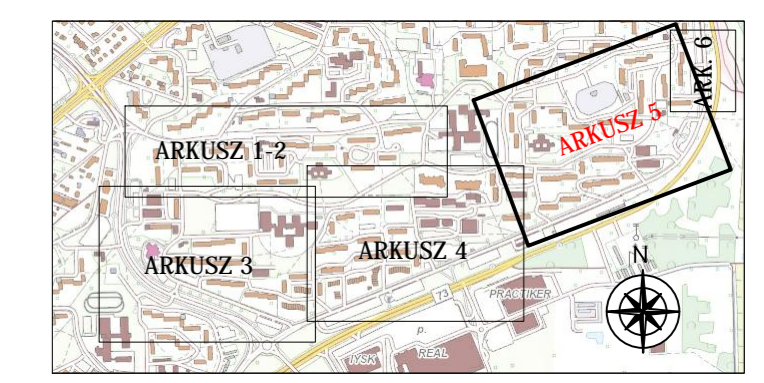 ARK. 6
ARKUSZ 5
ARKUSZ 1-2
ARKUSZ 4
ARKUSZ 3
N
73
PRACTIKER
p.
REAL
JYSK